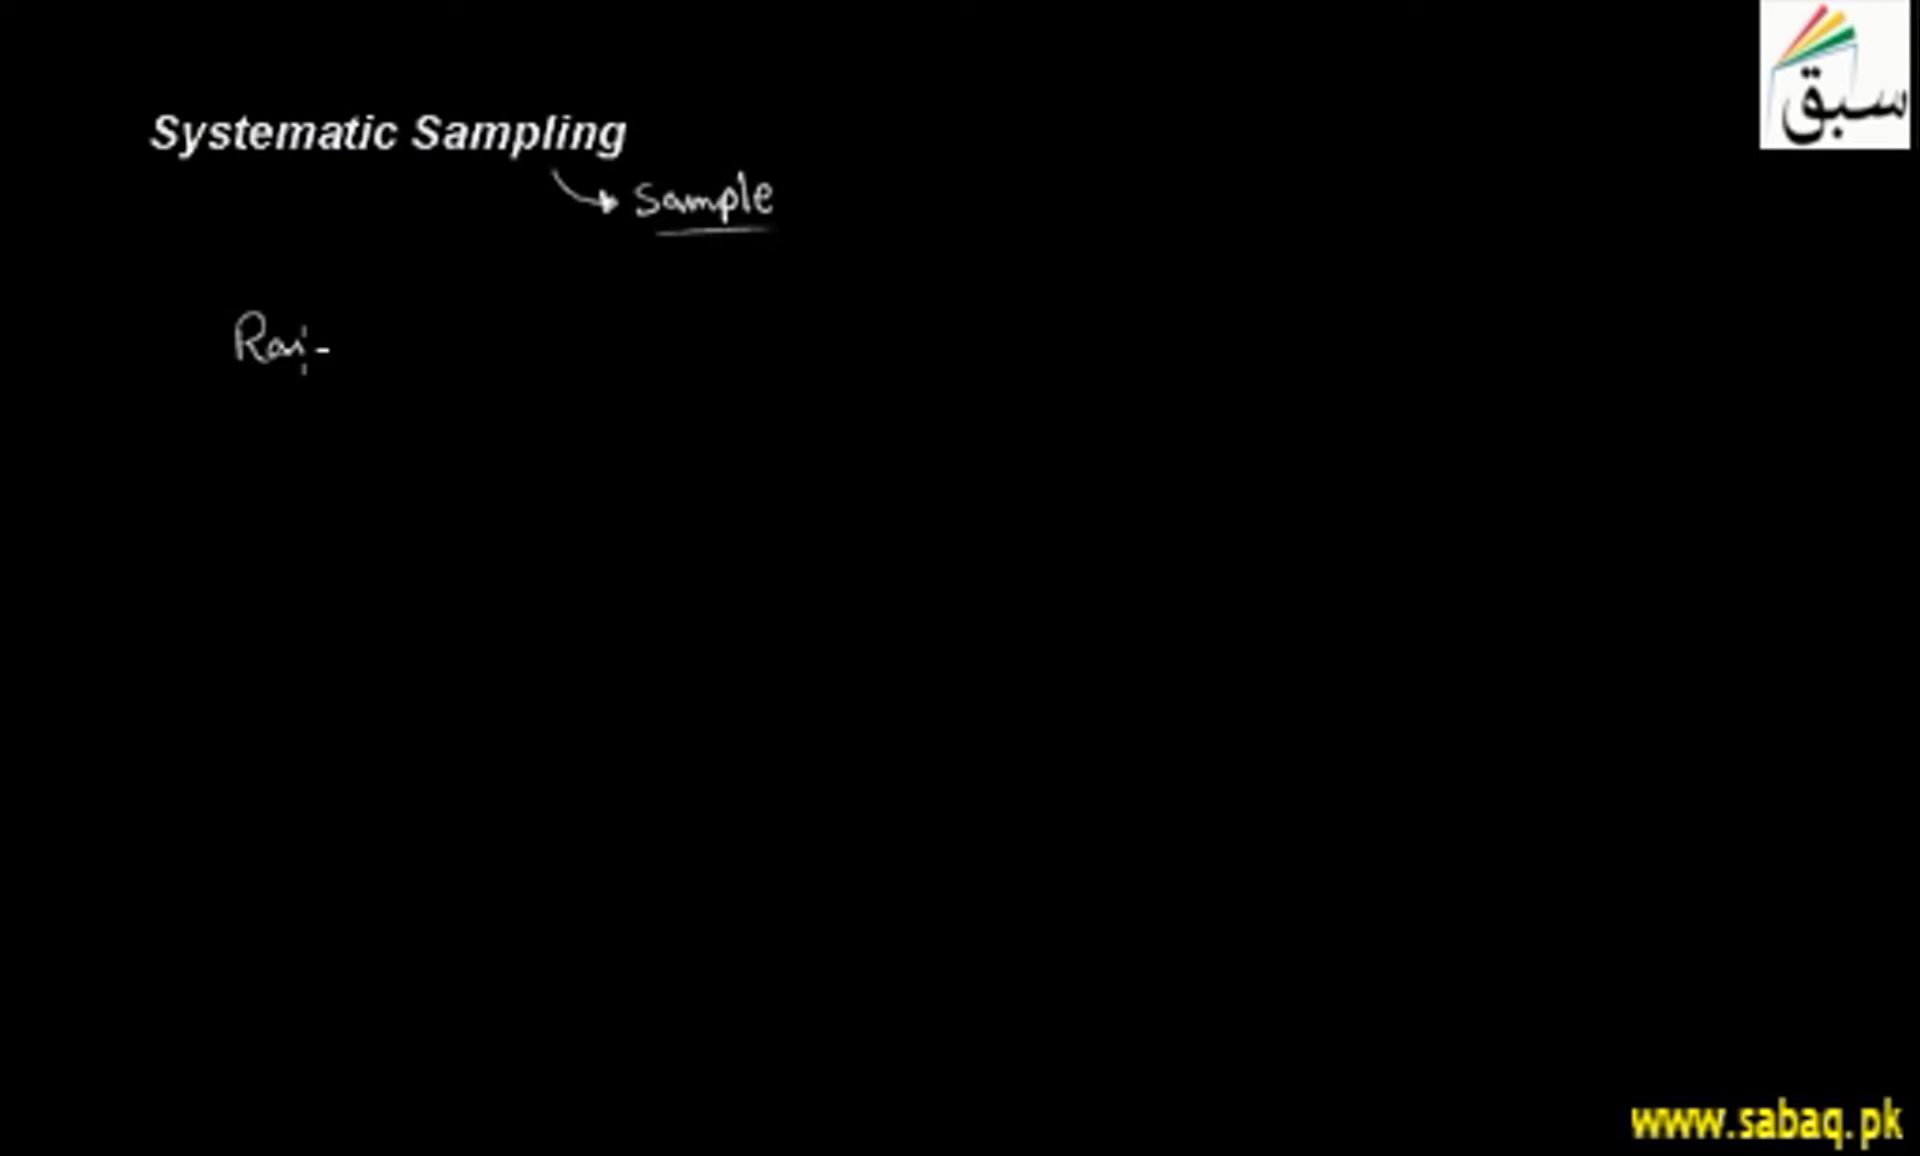 سبق
Systematic Sampling
sample
Ran
www.sabaq.pk